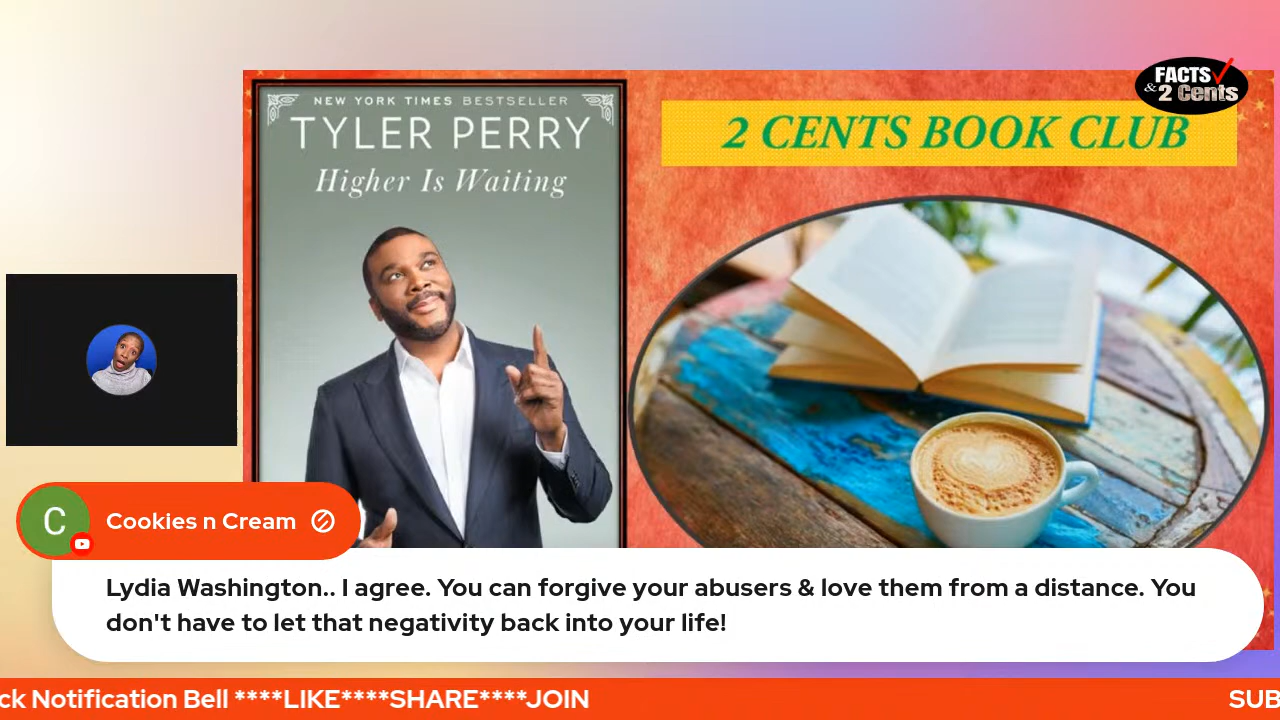 NEW YORK TIMES BESTSELLER
TYLER PERRY
Higher Is Waiting
FACTS
& 2 Cents
2 CENTS BOOK CLUB
C
Cookies n Cream
Lydia Washington.. I agree. You can forgive your abusers & love them from a distance. You
don't have to let that negativity back into your life!
ck Notification Bell ****LIKE****SHARE****JOIN
SUB